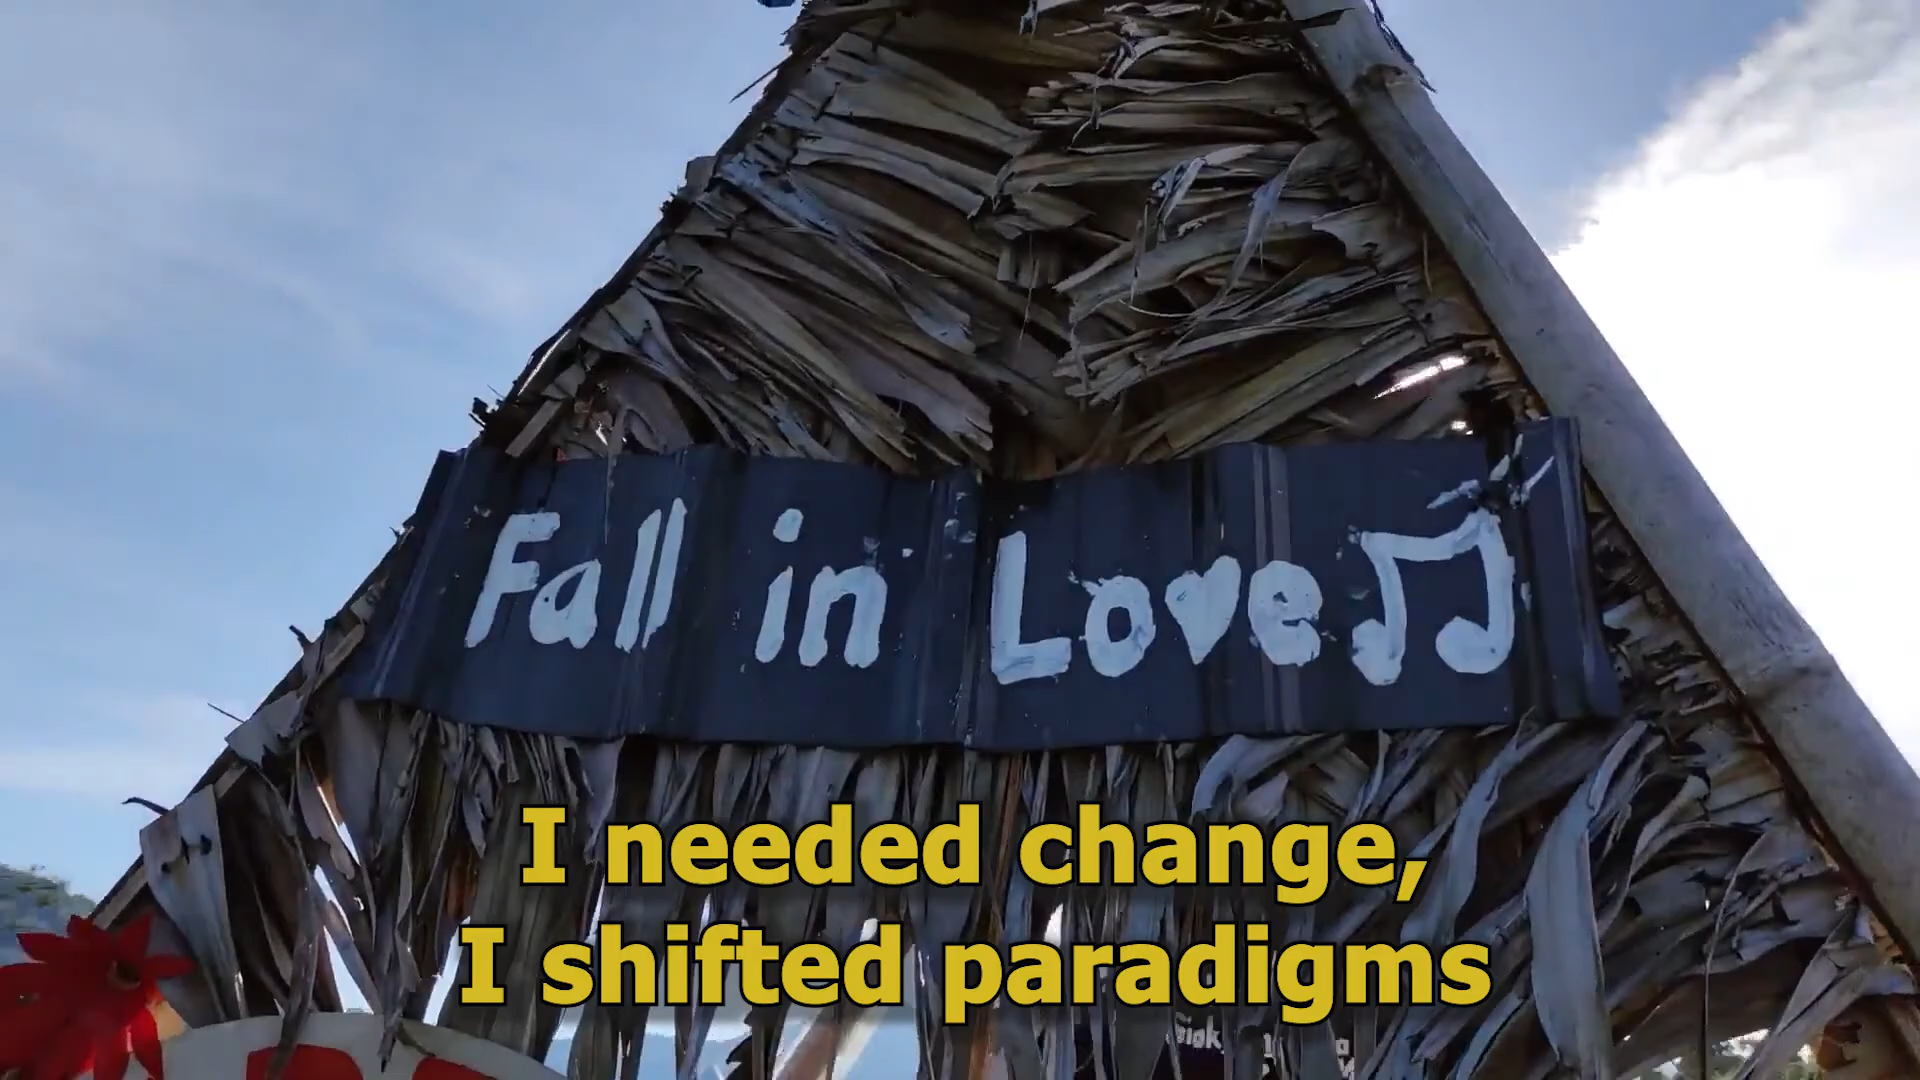 Fall in Love
I needed change,
I shifted paradigms